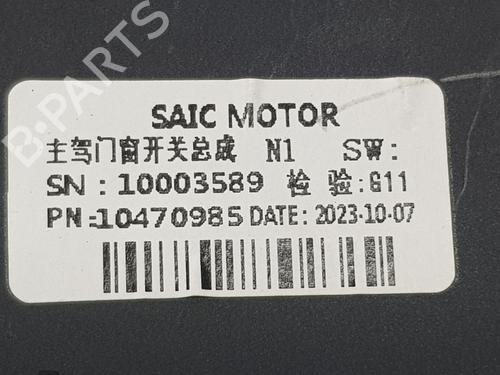 B-PARTS
SAIC MOTOR
主驾门窗开关总成 N1 SW:
SN:10003589 检 验:G11
PN:10470985 DATE:2023-10-07